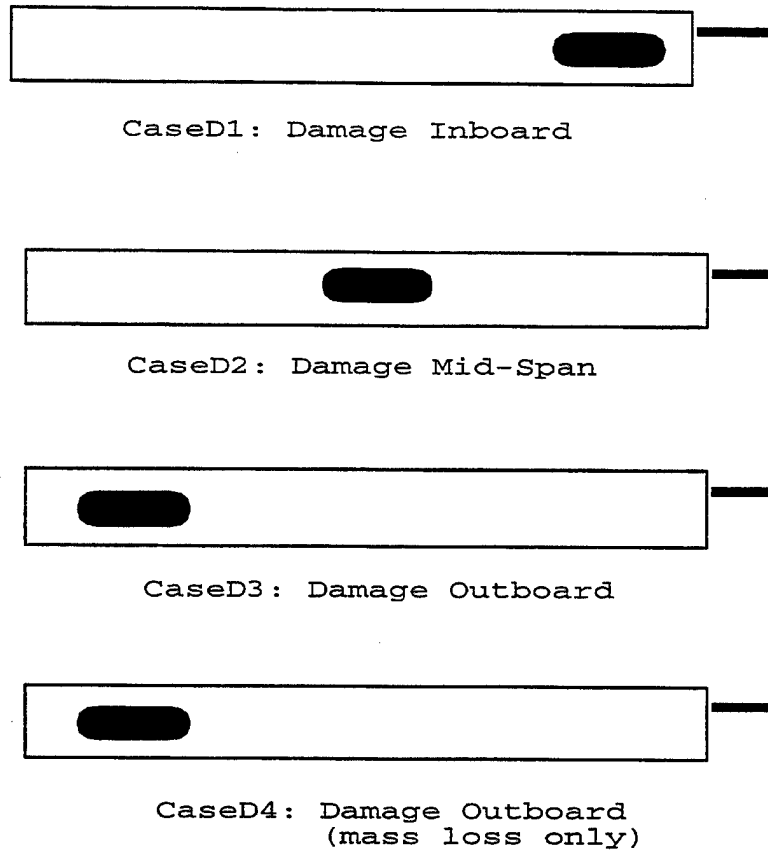 CaseD1: Damage Inboard
CaseD2: Damage Mid-Span
CaseD3: Damage Outboard
CaseD4: Damage Outboard
(mass loss only)